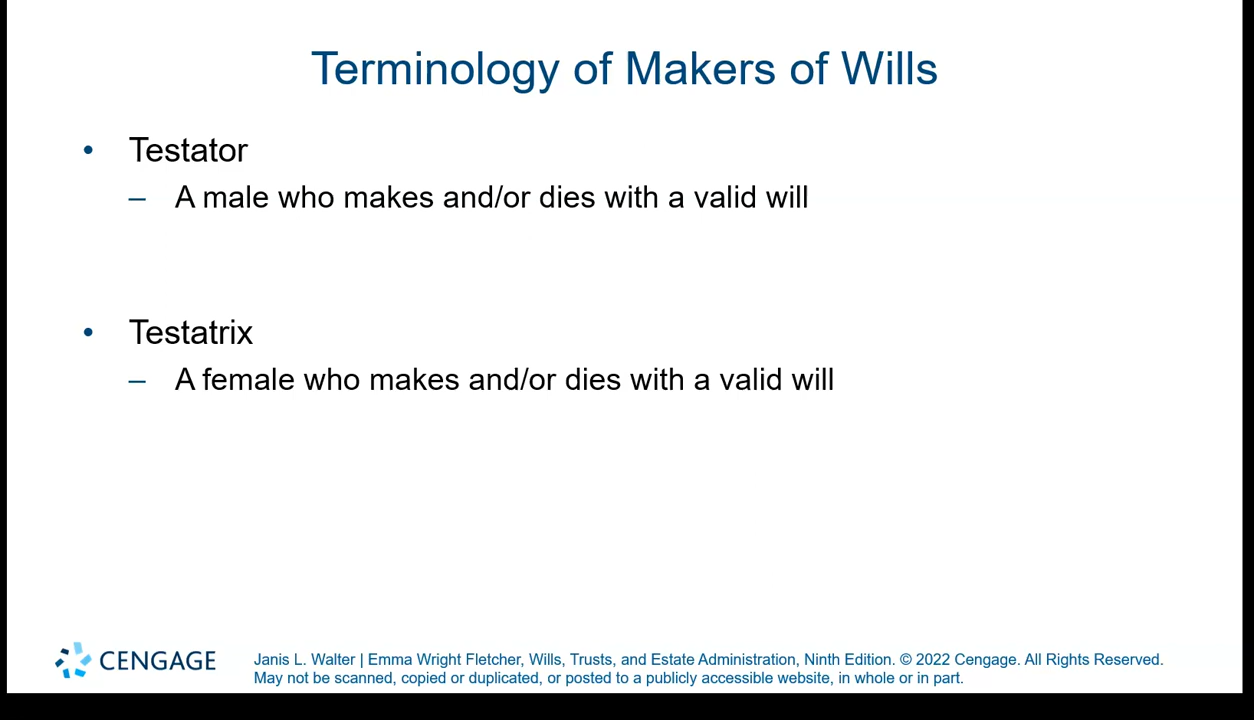 Terminology of Makers of Wills
• Testator
– A male who makes and/or dies with a valid will
• Testatrix
– A female who makes and/or dies with a valid will
CENGAGE
Janis L. Walter | Emma Wright Fletcher, Wills, Trusts, and Estate Administration, Ninth Edition. © 2022 Cengage. All Rights Reserved.
May not be scanned, copied or duplicated, or posted to a publicly accessible website, in whole or in part.